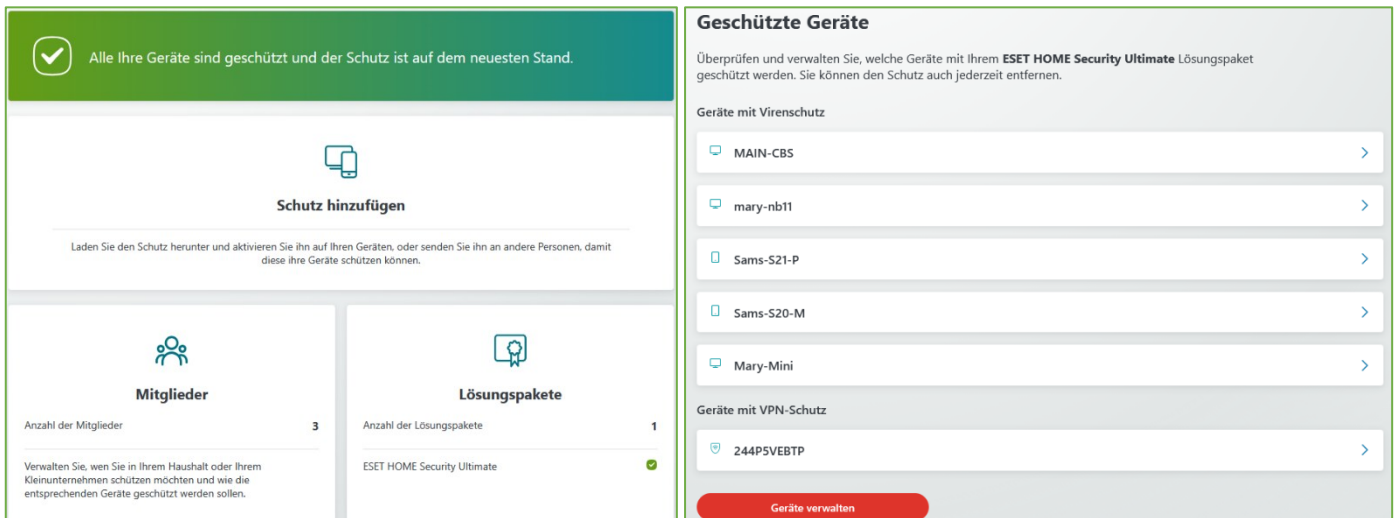 Alle Ihre Geräte sind geschützt und der Schutz ist auf dem neuesten Stand.
Schutz hinzufügen
Laden Sie den Schutz herunter und aktivieren Sie ihn auf Ihren Geräten, oder senden Sie ihn an andere Personen, damit
diese ihre Geräte schützen können.
Mitglieder
Anzahl der Mitglieder 3
Verwalten Sie, wen Sie in Ihrem Haushalt oder Ihrem
Kleinunternehmen schützen möchten und wie die
entsprechenden Geräte geschützt werden sollen.
Lösungspakete
Anzahl der Lösungspakete 1
ESET HOME Security Ultimate
Geschützte Geräte
Überprüfen und verwalten Sie, welche Geräte mit Ihrem ESET HOME Security Ultimate Lösungspaket
geschützt werden. Sie können den Schutz auch jederzeit entfernen.
Geräte mit Virenschutz
MAIN-CBS
mary-nb11
Sams-S21-P
Sams-S20-M
Mary-Mini
Geräte mit VPN-Schutz
244P5VEBTP
Geräte verwalten